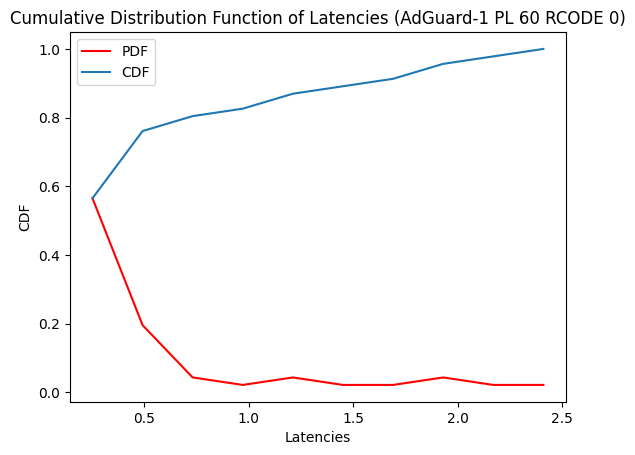 Cumulative Distribution Function of Latencies (AdGuard-1 PL 60 RCODE 0)
PDF
CDF
1.0
0.8
0.6
0.4
0.2
0.0
CDF
0.5
1.0
1.5
2.0
2.5
Latencies